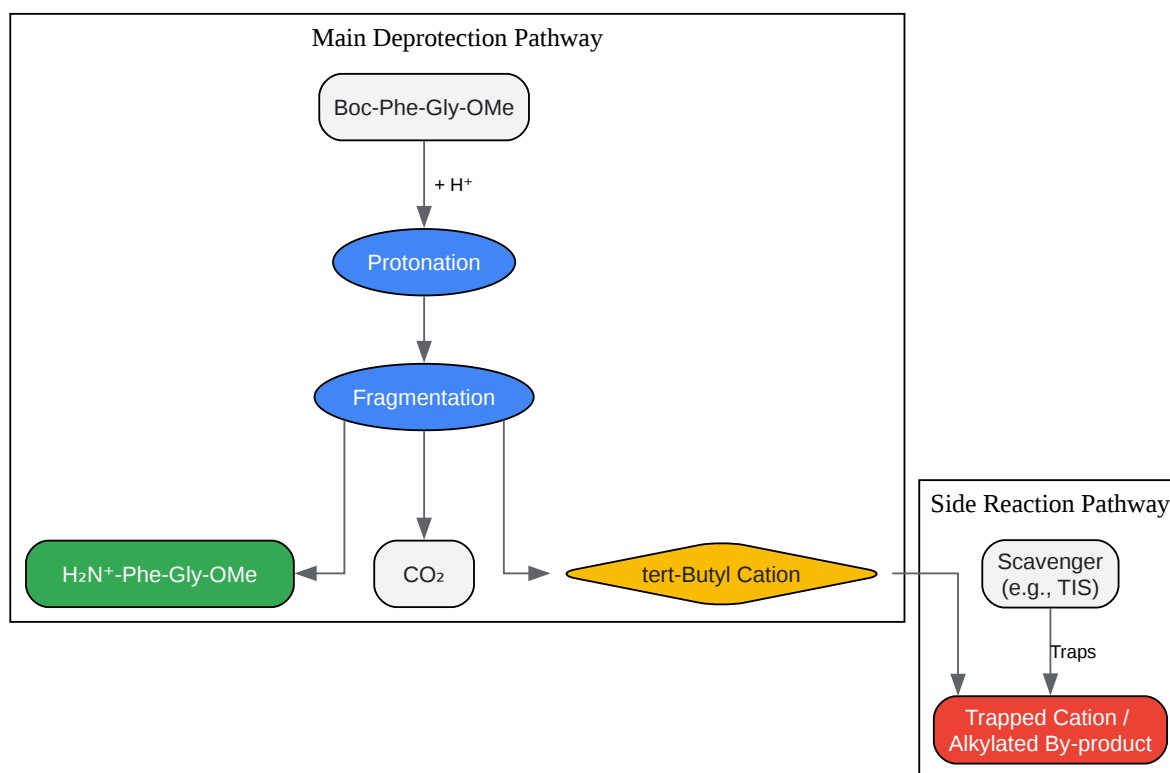 Main Deprotection Pathway
Boc-Phe-Gly-OMe
+ H⁺
Protonation
Fragmentation
H₂N⁺-Phe-Gly-OMe
CO₂
tert-Butyl Cation
Side Reaction Pathway
Scavenger
(e.g., TIS)
Traps
Trapped Cation /
Alkylated By-product